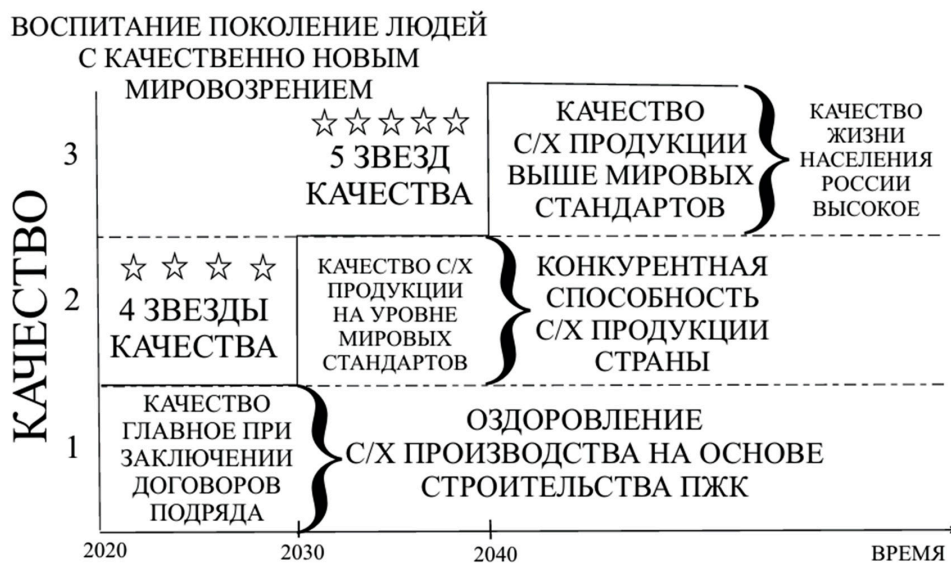 ВОСПИТАНИЕ ПОКОЛЕНИЕ ЛЮДЕЙ
С КАЧЕСТВЕННО НОВЫМ
МИРОВОЗРЕНИЕМ
КАЧЕСТВО
3
5 ЗВЕЗД
КАЧЕСТВА
КАЧЕСТВО
С/Х ПРОДУКЦИИ
ВЫШЕ МИРОВЫХ
СТАНДАРТОВ
КАЧЕСТВО
ЖИЗНИ
НАСЕЛЕНИЯ
РОССИИ
ВЫСОКОЕ
2
4 ЗВЕЗДЫ
КАЧЕСТВА
КАЧЕСТВО С/Х
ПРОДУКЦИИ
НА УРОВНЕ
МИРОВЫХ
СТАНДАРТОВ
КОНКУРЕНТНАЯ
СПОСОБНОСТЬ
С/Х ПРОДУКЦИИ
СТРАНЫ
1
КАЧЕСТВО
ГЛАВНОЕ ПРИ
ЗАКЛЮЧЕНИИ
ДОГОВОРОВ
ПОДРЯДА
ОЗДОРОВЛЕНИЕ
С/Х ПРОИЗВОДСТВА НА ОСНОВЕ
СТРОИТЕЛЬСТВА ПЖК
2020
2030
2040
ВРЕМЯ